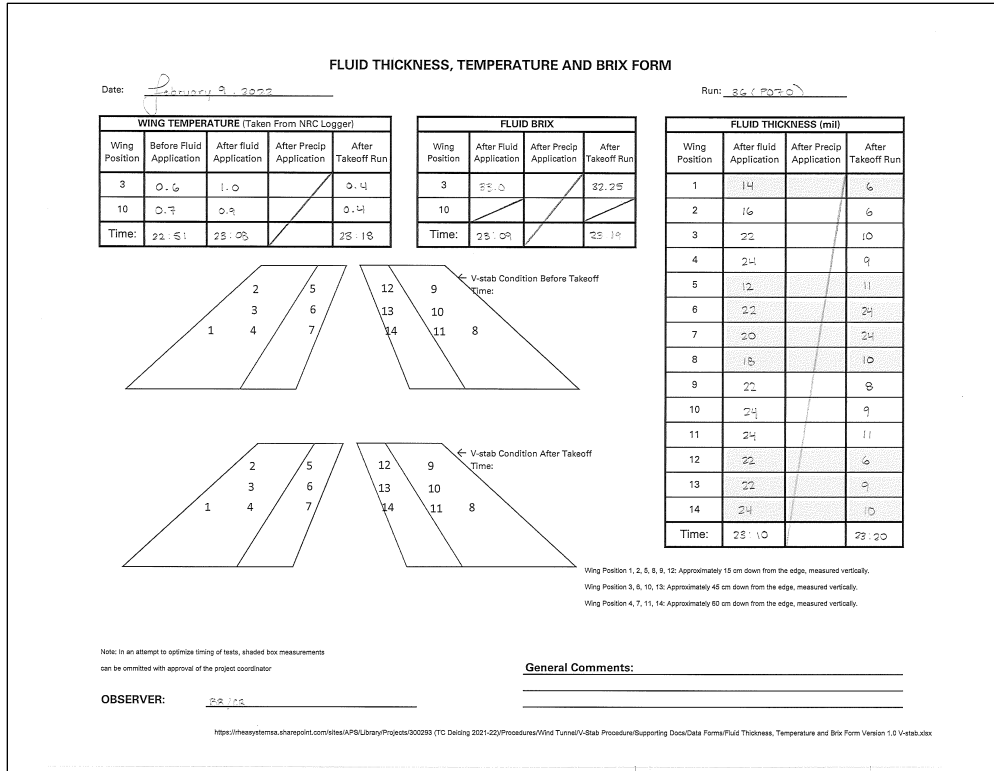 FLUID THICKNESS, TEMPERATURE AND BRIX FORM
Date: February 9, 2022 Run: 36 (P070)
WING TEMPERATURE (Taken From NRC Logger)
Wing Position Before Fluid Application After fluid Application After Precip Application After Takeoff Run
3 0.6 1.0 0.4
10 0.7 0.9 0.4
Time: 22:51 23:08 23:18
FLUID BRIX
Wing Position After Fluid Application After Precip Application After Takeoff Run
3 33.0 32.25
10
Time: 23:09 23:19
FLUID THICKNESS (mil)
Wing Position After fluid Application After Precip Application After Takeoff Run
1 14 6
2 16 6
3 22 10
4 24 9
5 12 11
6 22 24
7 20 24
8 18 10
9 22 8
10 24 9
11 24 11
12 22 6
13 22 9
14 24 10
Time: 23:10 23:20
← V-stab Condition Before Takeoff
Time:
2 5 12 9
3 6 13 10
1 4 7 14 11 8
← V-stab Condition After Takeoff
Time:
2 5 12 9
3 6 13 10
1 4 7 14 11 8
Wing Position 1, 2, 5, 8, 9, 12: Approximately 15 cm down from the edge, measured vertically.
Wing Position 3, 6, 10, 13: Approximately 45 cm down from the edge, measured vertically.
Wing Position 4, 7, 11, 14: Approximately 60 cm down from the edge, measured vertically.
Note: In an attempt to optimize timing of tests, shaded box measurements
can be ommitted with approval of the project coordinator
General Comments:
OBSERVER:
https://rheasystemsa.sharepoint.com/sites/APS/Library/Projects/300293 (TC Deicing 2021-22)/Procedures/Wind Tunnel/V-Stab Procedure/Supporting Docs/Data Forms/Fluid Thickness, Temperature and Brix Form Version 1.0 V-stab.xlsx